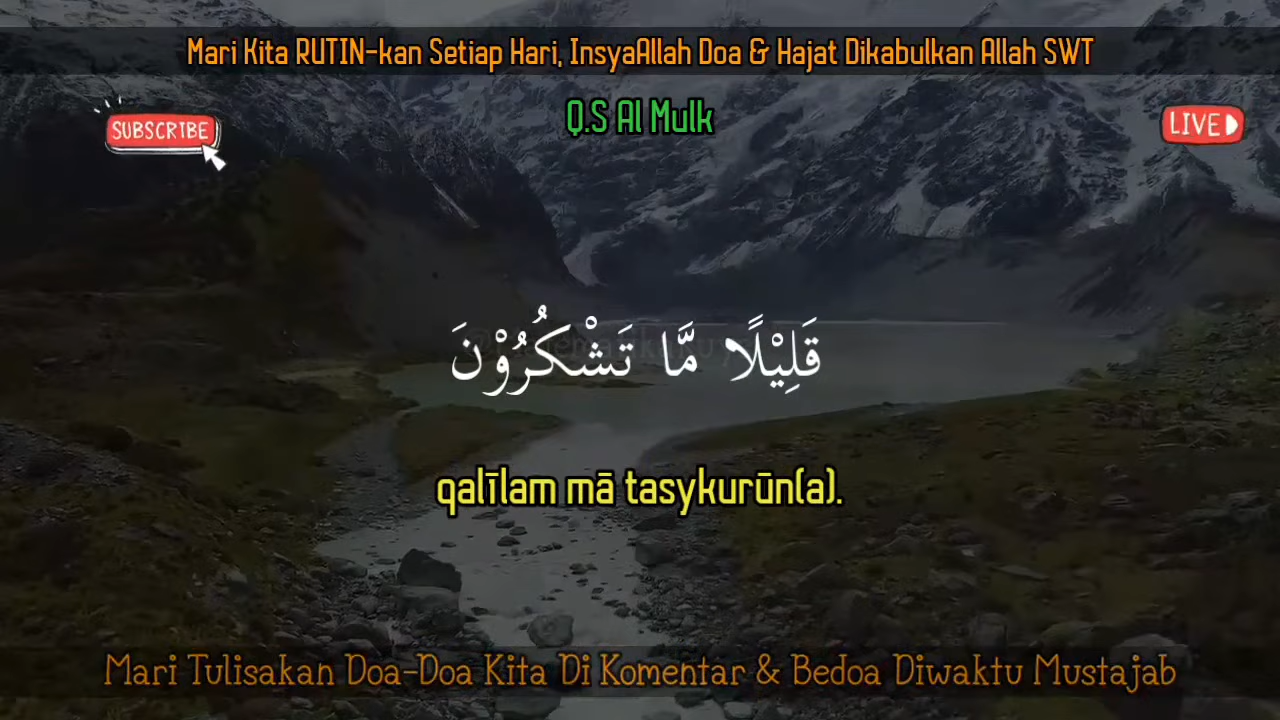 Mari Kita RUTIN-kan Setiap Hari, InsyaAllah Doa & Hajat Dikabulkan Allah SWT
Q.S Al Mulk
SUBSCRIBE
LIVE
قَلِيْلًا مَّا تَشْكُرُوْنَ
qalīlam mā tasykurūn(a).
Mari Tulisakan Doa-Doa Kita Di Komentar & Bedoa Diwaktu Mustajab